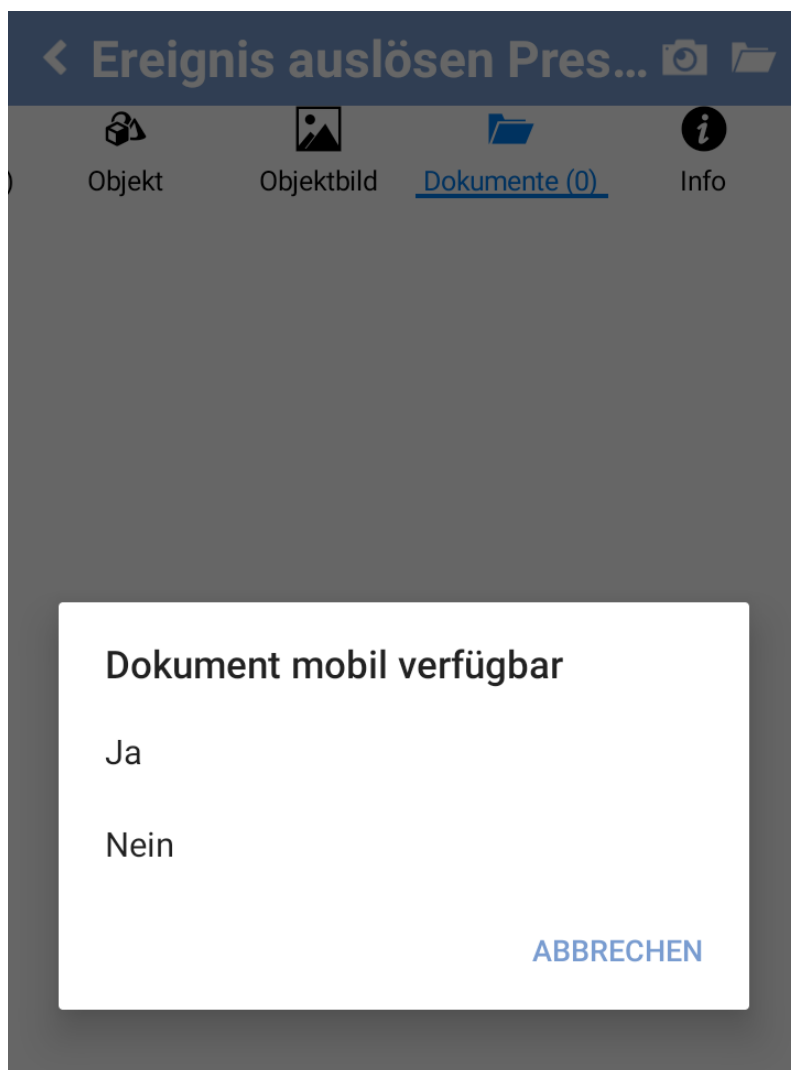 Ereignis auslösen Pres...
)
Objekt
Objektbild
Dokumente (0)
Info
Dokument mobil verfügbar
Ja
Nein
ABBRECHEN